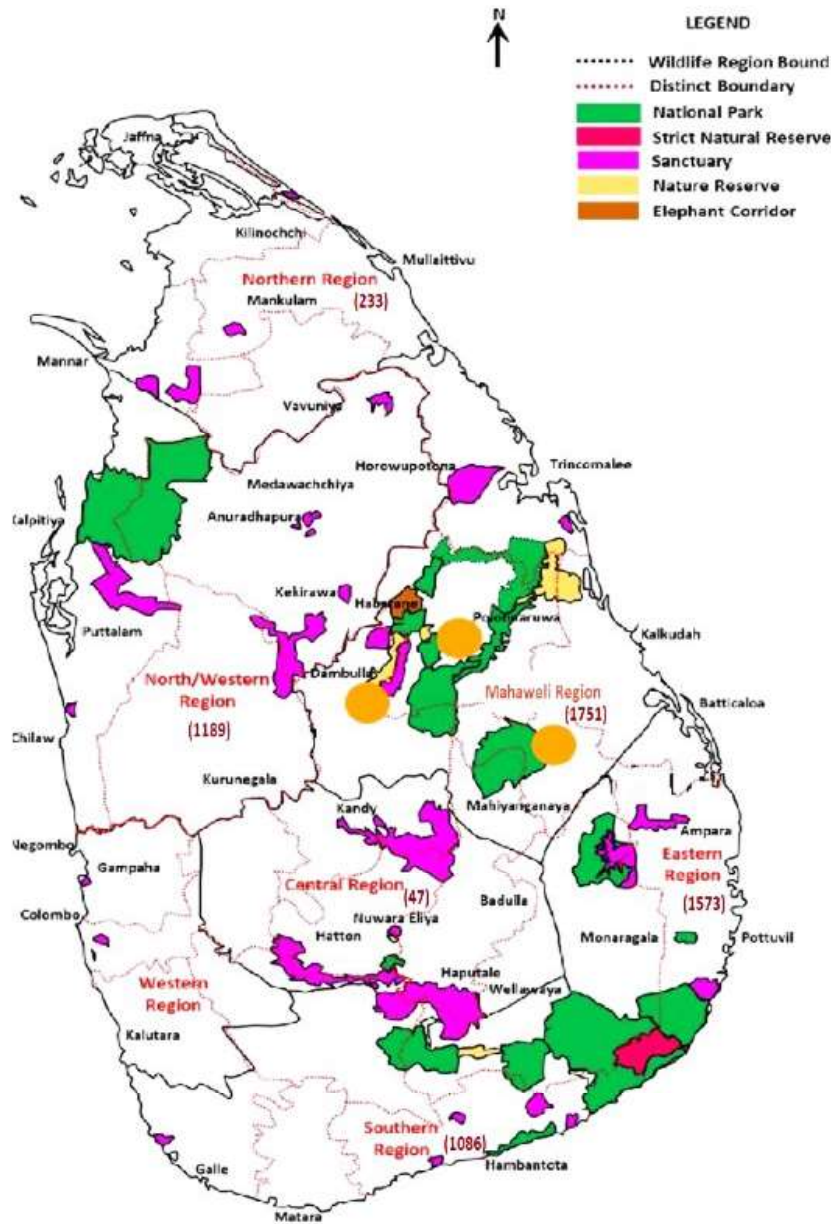 N
LEGEND
Wildlife Region Bound
Distinct Boundary
National Park
Strict Natural Reserve
Sanctuary
Nature Reserve
Elephant Corridor
Jaffna
Kilinochchi
Mullaittivu
Northern Region
(233)
Mankulam
Mannar
Vavuniya
Horowupotona
Trincomalee
Medawachchiya
Kalpitiya
Anuradhapura
Kekirawa
Habarane
Polonnaruwa
Puttalam
Kalkudah
Dambulla
North/Western
Region
(1189)
Mahaweli Region
(1751)
Batticaloa
Chilaw
Kurunegala
Mahiyanganaya
Kandy
Negombo
Gampaha
Ampara
Eastern
Region
(1573)
Central Region
(47)
Badulla
Colombo
Nuwara Eliya
Hatton
Monaragala
Pottuvil
Haputale
Wellawaya
Western
Region
Kalutara
Southern
Region
(1086)
Galle
Hambantota
Matara